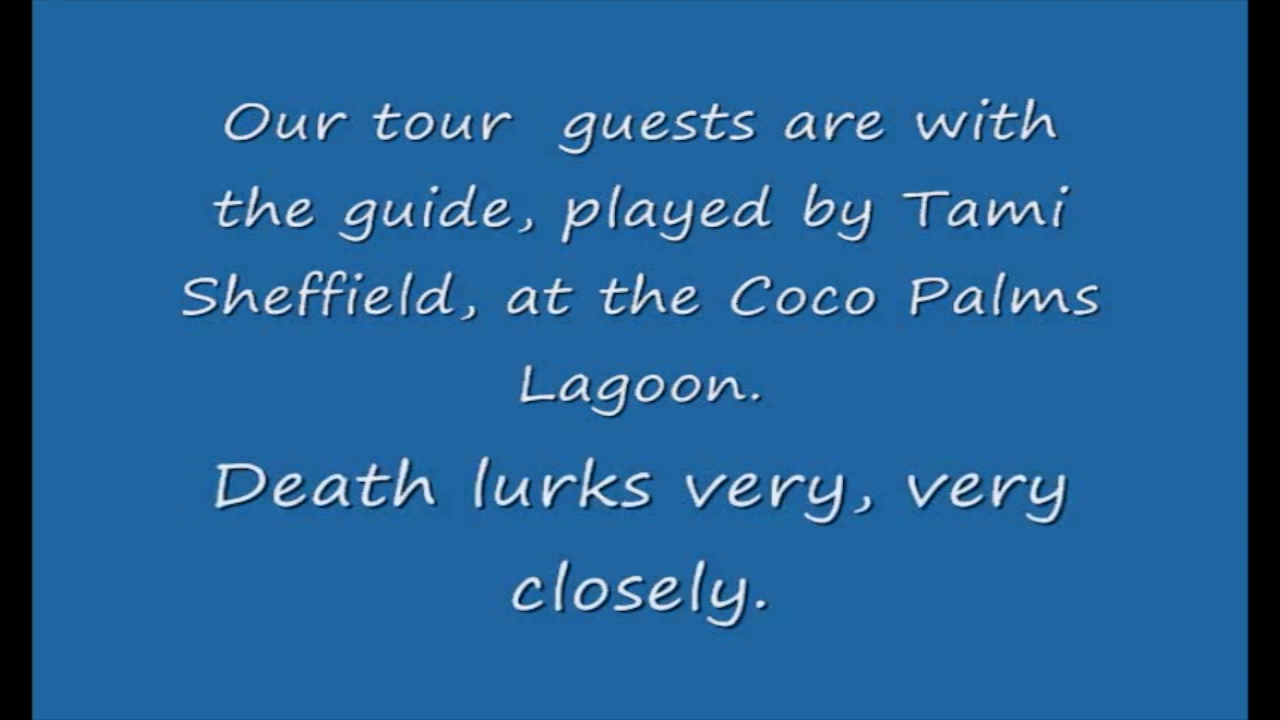 Our tour  guests are with
the guide, played by Tami
Sheffield, at the Coco Palms
Lagoon.
Death lurks very, very
closely.